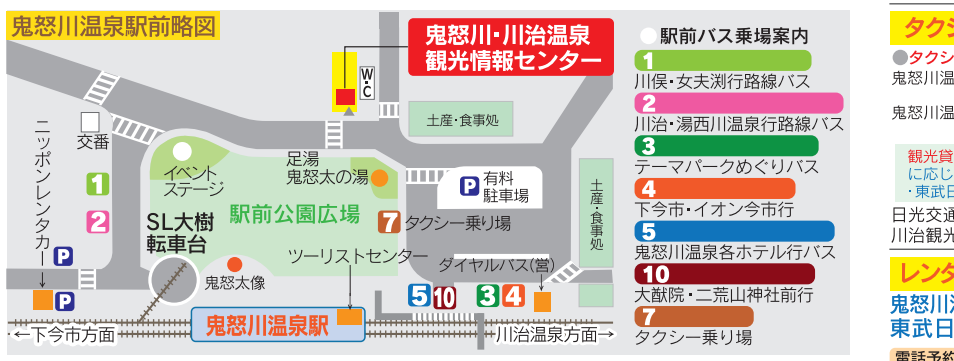 鬼怒川温泉駅前略図
鬼怒川・川治温泉
観光情報センター
W・C
土産・食事処
交番
ニッポンレンタカー
1
2
P
P
イベント
ステージ
足湯
鬼怒太の湯
P 有料
駐車場
土産・食事処
駅前公園広場
7 タクシー乗り場
SL大樹
転車台
ツーリストセンター
鬼怒太像
ダイヤルバス(営)
5 10 3 4
鬼怒川温泉駅
←下今市方面
川治温泉方面→
駅前バス乗場案内
1
川俣・女夫渕行路線バス
2
川治・湯西川温泉行路線バス
3
テーマパークめぐりバス
4
下今市・イオン今市行
5
鬼怒川温泉各ホテル行バス
10
大猷院・二荒山神社前行
7
タクシー乗り場
タクシ
●タクシ
鬼怒川温
鬼怒川温
観光貸
に応じ
・東武日
日光交通
川治観光
レンタ
鬼怒川温
東武日
電話予約